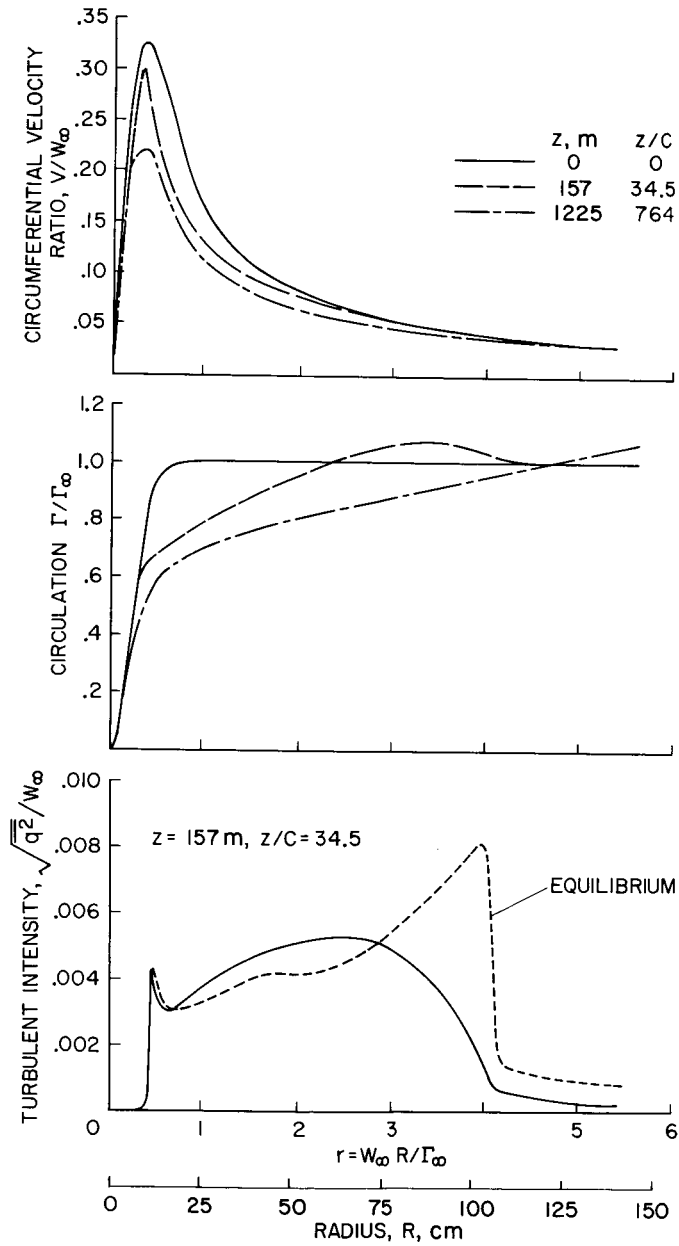 .35
.30
.25
.20
.15
.10
.05
CIRCUMFERENTIAL VELOCITY
RATIO, V/W∞
z, m z/C
0 0
157 34.5
1225 764
1.2
1.0
.8
.6
.4
.2
CIRCULATION Γ/Γ∞
.010
.008
.006
.004
.002
0
TURBULENT INTENSITY, √q̿²/W∞
z = 157 m, z/C = 34.5
EQUILIBRIUM
1 2 3 4 5 6
r = W∞ R/Γ∞
0 25 50 75 100 125 150
RADIUS, R, cm